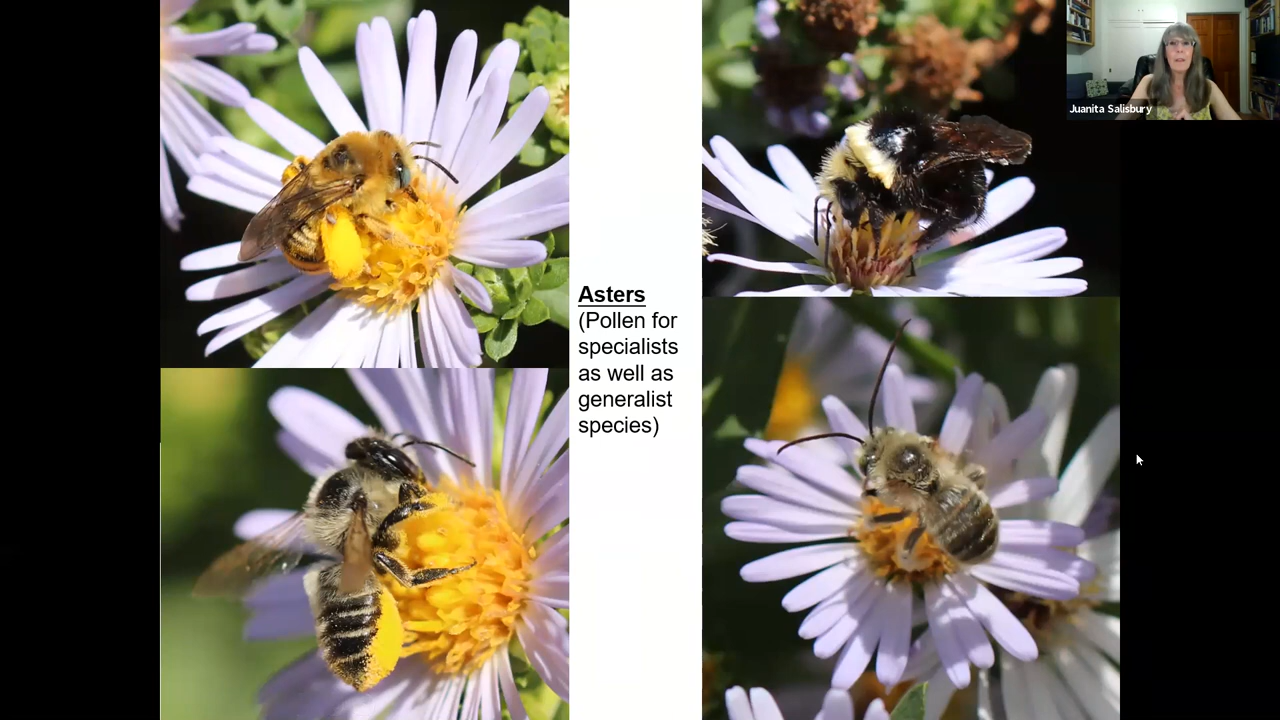 Asters
(Pollen for
specialists
as well as
generalist
species)
Juanita Salisbury